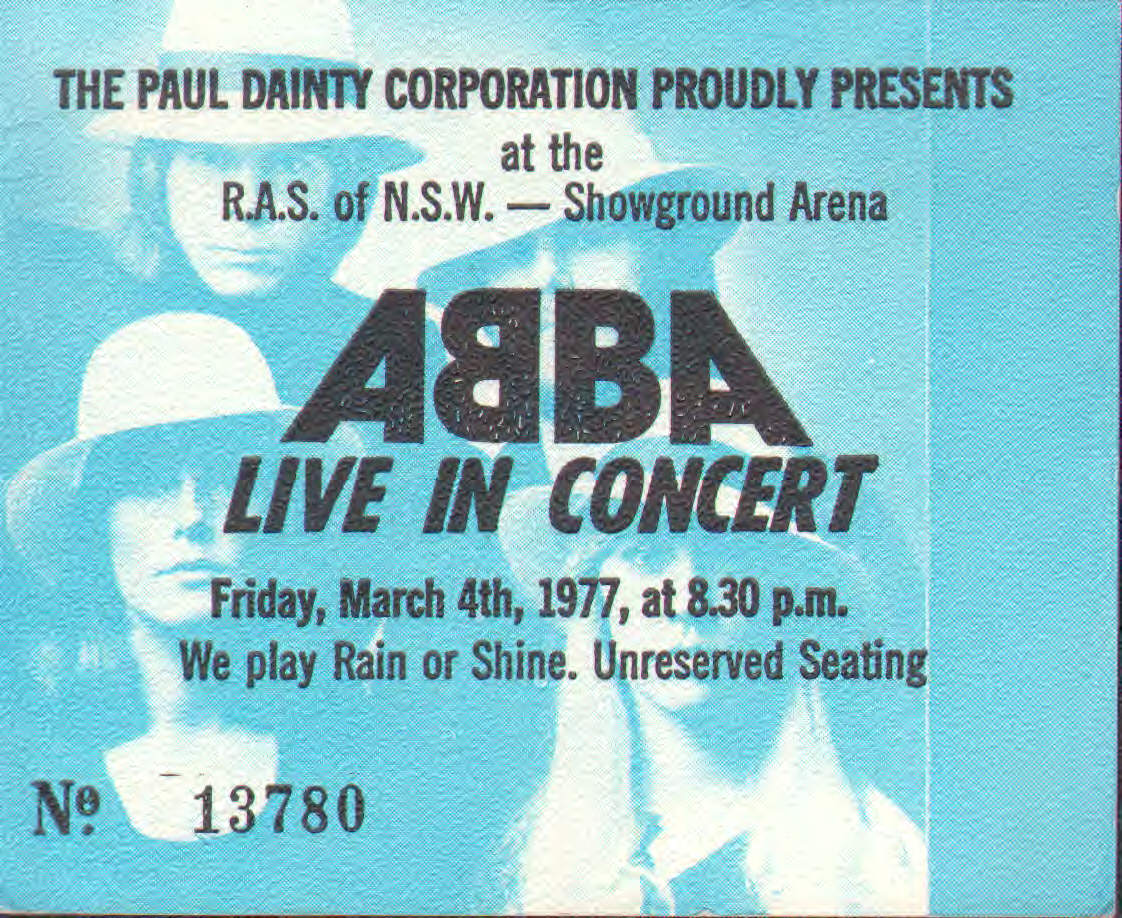 THE PAUL DAINTY CORPORATION PROUDLY PRESENTS
at the
R.A.S. of N.S.W. — Showground Arena
ABBA
LIVE IN CONCERT
Friday, March 4th, 1977, at 8.30 p.m.
We play Rain or Shine. Unreserved Seating
Nº 13780